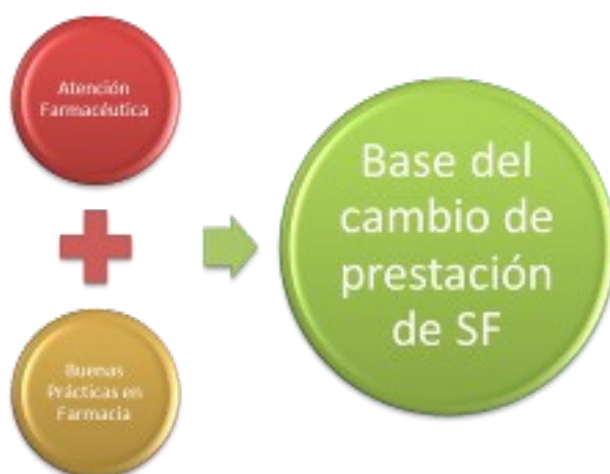 Atención
Farmacéutica
Buenas
Prácticas en
Farmacia
Base del
cambio de
prestación
de SF